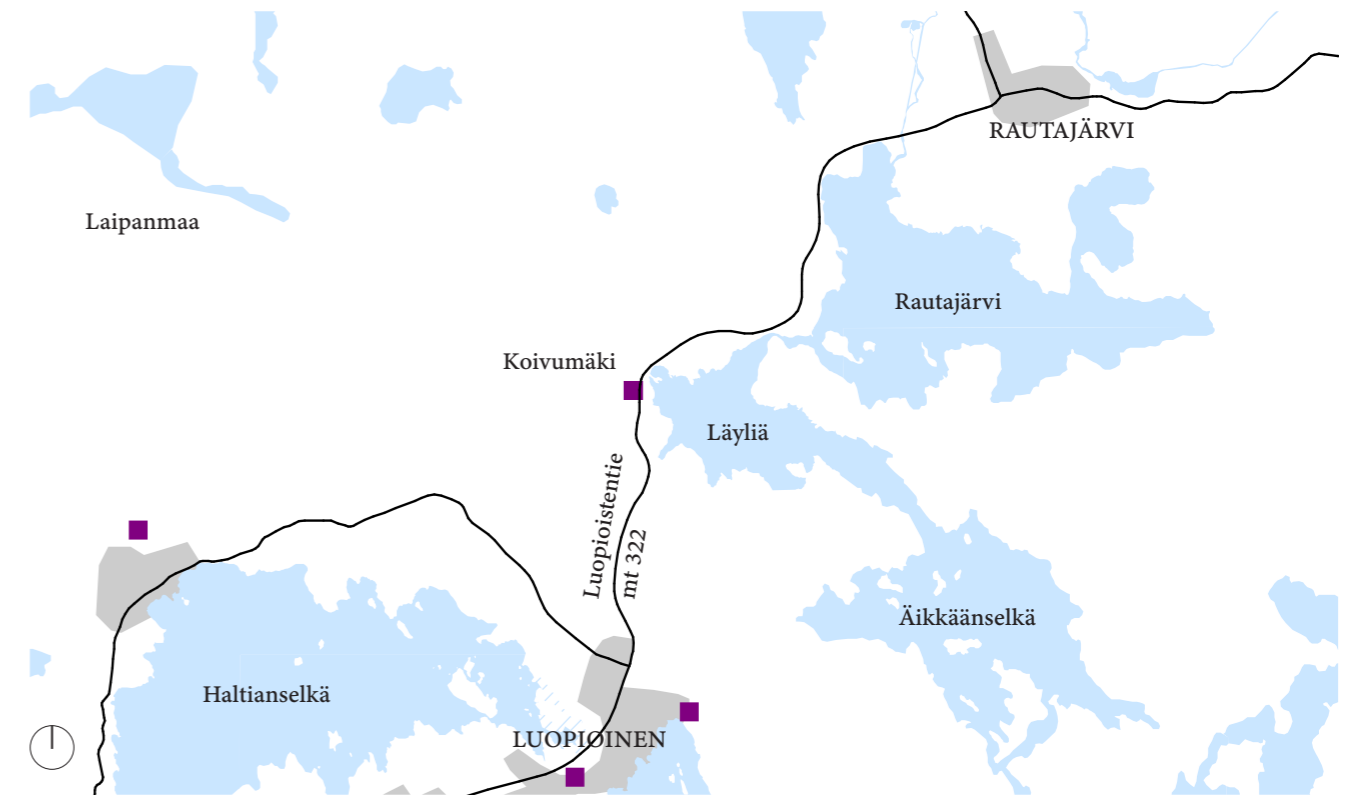 RAUTAJÄRVI
Laipanmaa
Rautajärvi
Koivumäki
Läyliä
Luopioistentie
mt 322
Äikkäänselkä
Haltianselkä
LUOPIOINEN